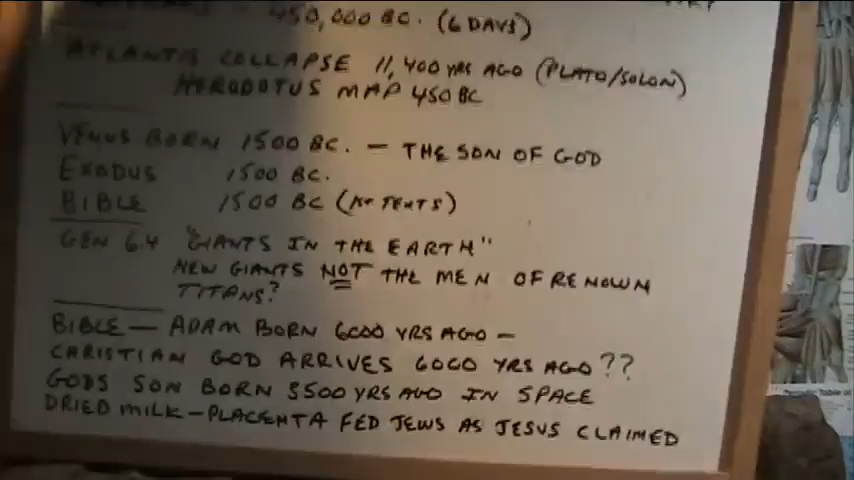 450,000 BC. (6 DAYS)
ATLANTIS COLLAPSE 11,400 YRS AGO (PLATO/SOLON)
HERODOTUS MAP 450 BC
VENUS BORN 1500 BC. — THE SON OF GOD
EXODUS 1500 BC.
BIBLE 1500 BC (K TEXTS)
GEN 6.4 "GIANTS IN THE EARTH"
NEW GIANTS NOT THE MEN OF RENOWN
TITANS?
BIBLE — ADAM BORN 6000 YRS AGO —
CHRISTIAN GOD ARRIVES 6000 YRS AGO??
GODS SON BORN 3500 YRS AGO IN SPACE
DRIED MILK - PLACENTA FED JEWS AS JESUS CLAIMED